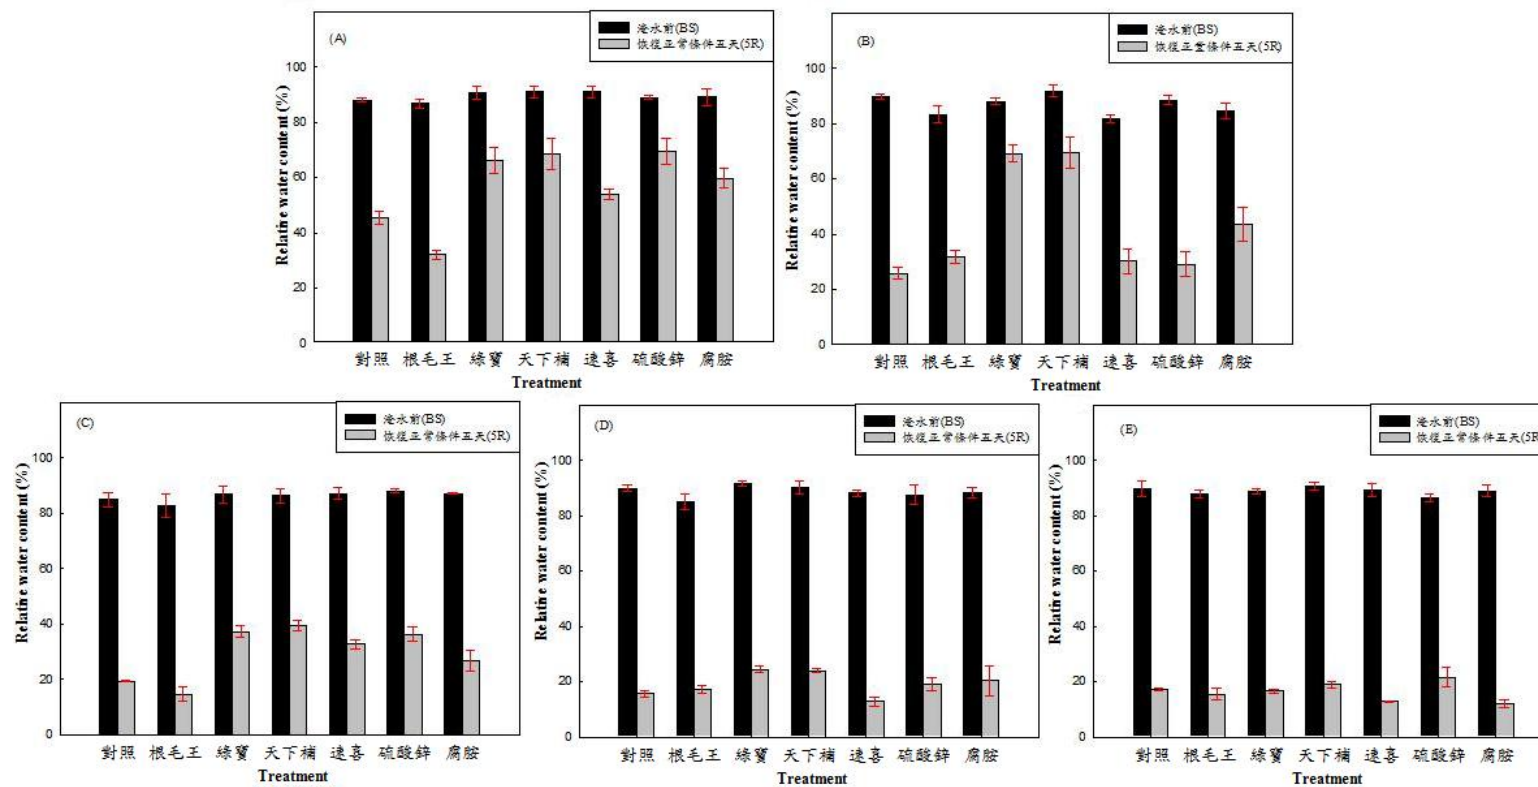 (A)
淹水前(BS)
恢復正常條件五天(5R)
Relative water content (%)
100
80
60
40
20
0
對照 根毛王 綠寶 天下補 速喜 硫酸鋅 腐胺
Treatment
(B)
淹水前(BS)
恢復正常條件五天(5R)
Relative water content (%)
100
80
60
40
20
0
對照 根毛王 綠寶 天下補 速喜 硫酸鋅 腐胺
Treatment
(C)
淹水前(BS)
恢復正常條件五天(5R)
Relative water content (%)
100
80
60
40
20
0
對照 根毛王 綠寶 天下補 速喜 硫酸鋅 腐胺
Treatment
(D)
淹水前(BS)
恢復正常條件五天(5R)
Relative water content (%)
100
80
60
40
20
0
對照 根毛王 綠寶 天下補 速喜 硫酸鋅 腐胺
Treatment
(E)
淹水前(BS)
恢復正常條件五天(5R)
Relative water content (%)
100
80
60
40
20
0
對照 根毛王 綠寶 天下補 速喜 硫酸鋅 腐胺
Treatment